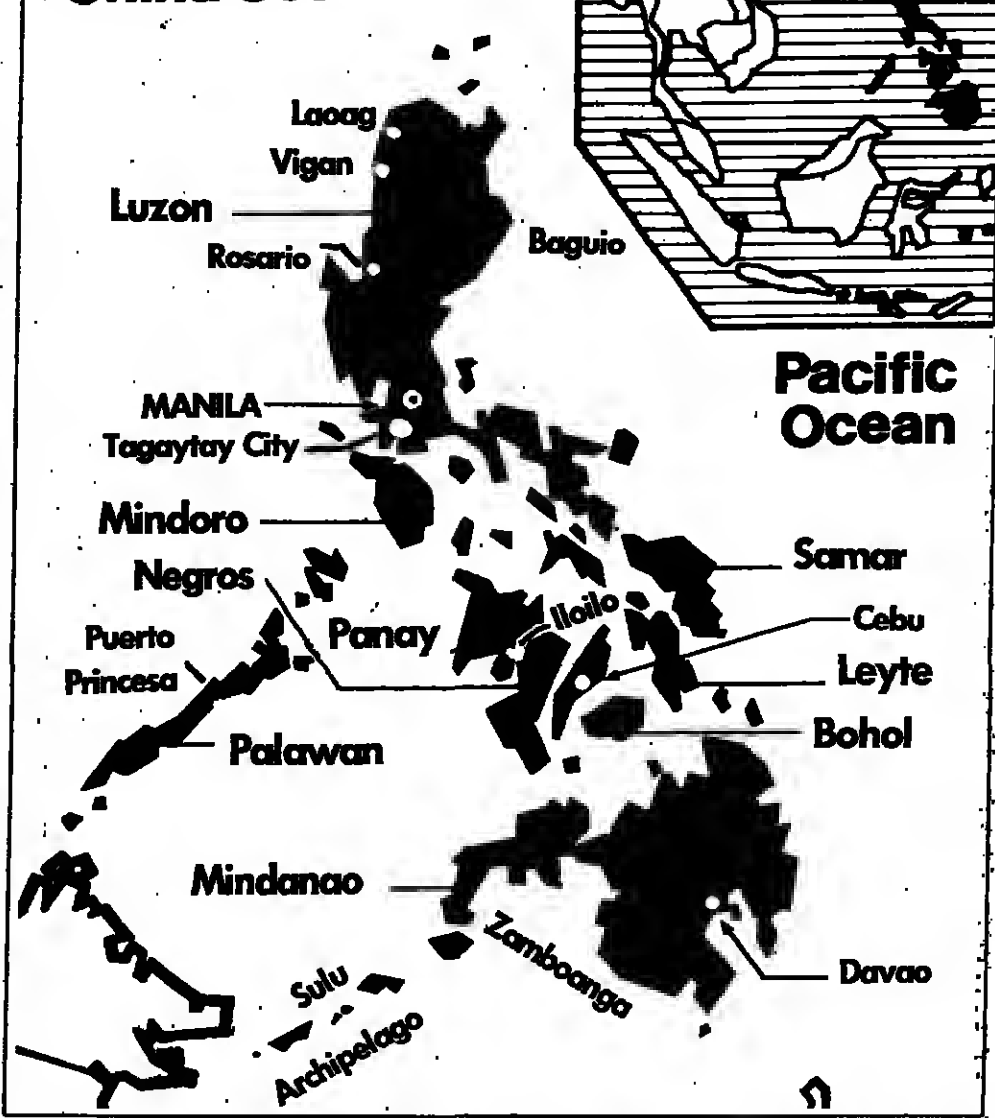 Laoag
Vigan
Luzon
Baguio
Rosario
Pacific
Ocean
MANILA
Tagaytay City
Mindoro
Samar
Negros
Iloilo
Cebu
Puerto
Princesa
Panay
Leyte
Bohol
Palawan
Mindanao
Zamboanga
Davao
Sulu
Archipelago